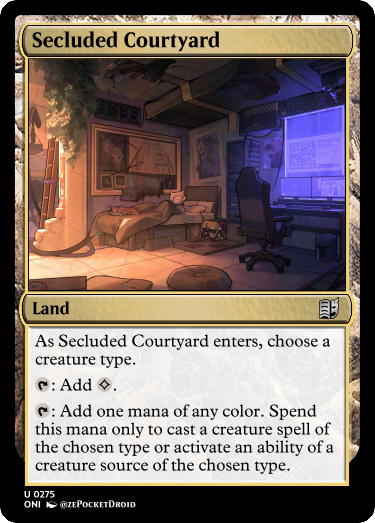 Secluded Courtyard
Land
As Secluded Courtyard enters, choose a
creature type.
: Add .
: Add one mana of any color. Spend
this mana only to cast a creature spell of
the chosen type or activate an ability of a
creature source of the chosen type.
U 0275
ONI @zePocketDroid